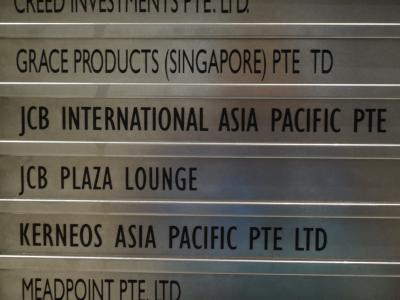 CREED INVESTMENTS PTE. LTD.
GRACE PRODUCTS (SINGAPORE) PTE TD
JCB INTERNATIONAL ASIA PACIFIC PTE
JCB PLAZA LOUNGE
KERNEOS ASIA PACIFIC PTE LTD
MEADPOINT PTE. LTD